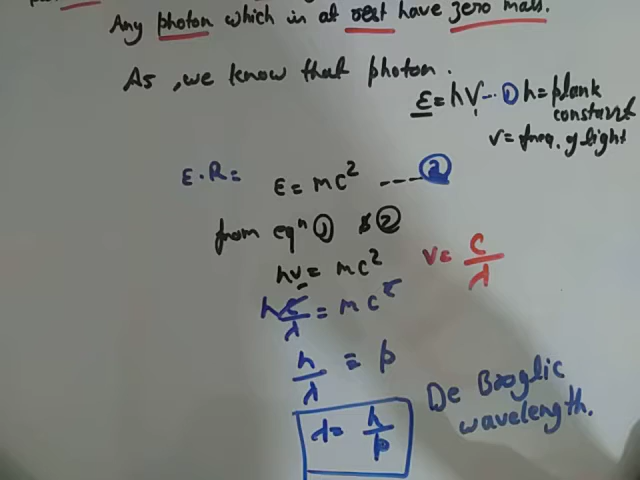 Any photon which in at rest have zero mass.
As, we know that photon.
ε = hν --- ① h = plank constant
ν = freq. of light
E.R = ε = mc² ---- ②
from eqⁿ ① & ②
hν = mc² ν = c/λ
h c/λ = mc²
h/λ = p
λ = h/p De Broglie wavelength.